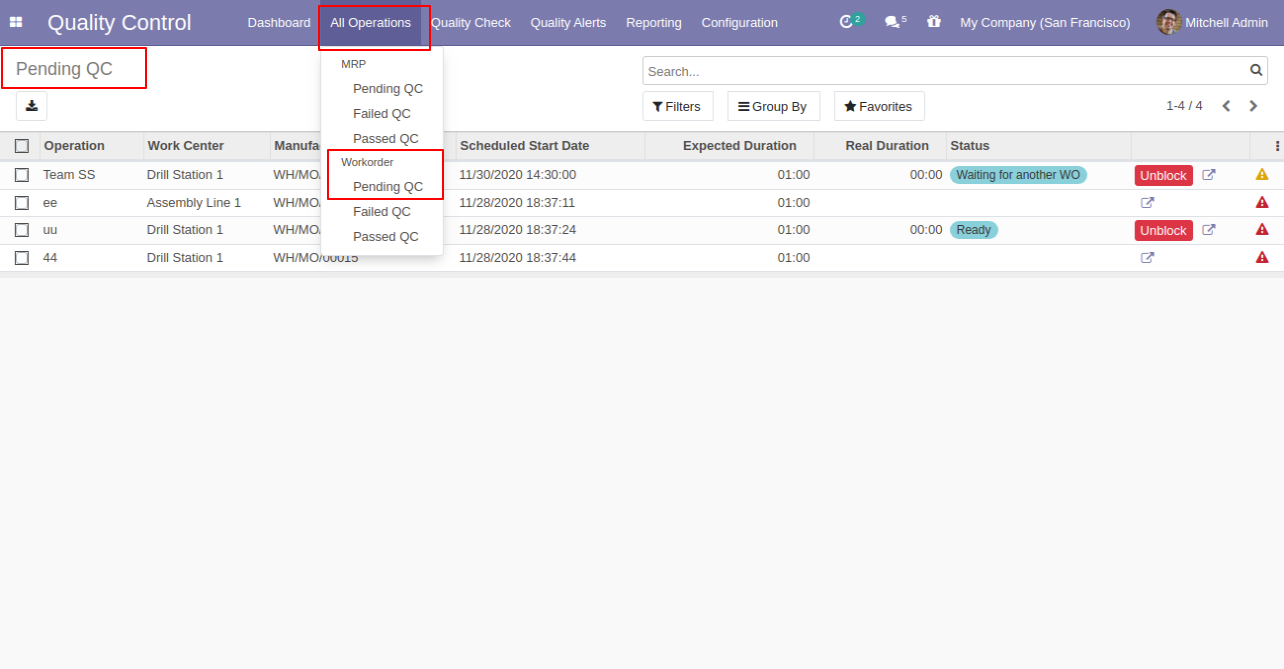 Quality Control Dashboard All Operations Quality Check Quality Alerts Reporting Configuration 2 5 My Company (San Francisco) Mitchell Admin
Pending QC
Search...
Filters Group By Favorites 1-4 / 4
MRP
Pending QC
Failed QC
Passed QC
Workorder
Pending QC
Failed QC
Passed QC
Operation Work Center Manufa Scheduled Start Date Expected Duration Real Duration Status
Team SS Drill Station 1 WH/MO/ 11/30/2020 14:30:00 01:00 00:00 Waiting for another WO Unblock
ee Assembly Line 1 WH/MO/ 11/28/2020 18:37:11 01:00
uu Drill Station 1 WH/MO/ 11/28/2020 18:37:24 01:00 00:00 Ready Unblock
44 Drill Station 1 WH/MO/00015 11/28/2020 18:37:44 01:00